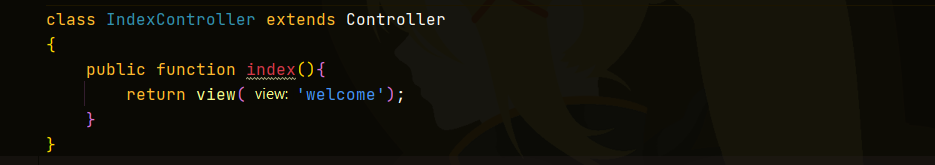 class IndexController extends Controller
{
    public function index(){
        return view( view: 'welcome');
    }
}